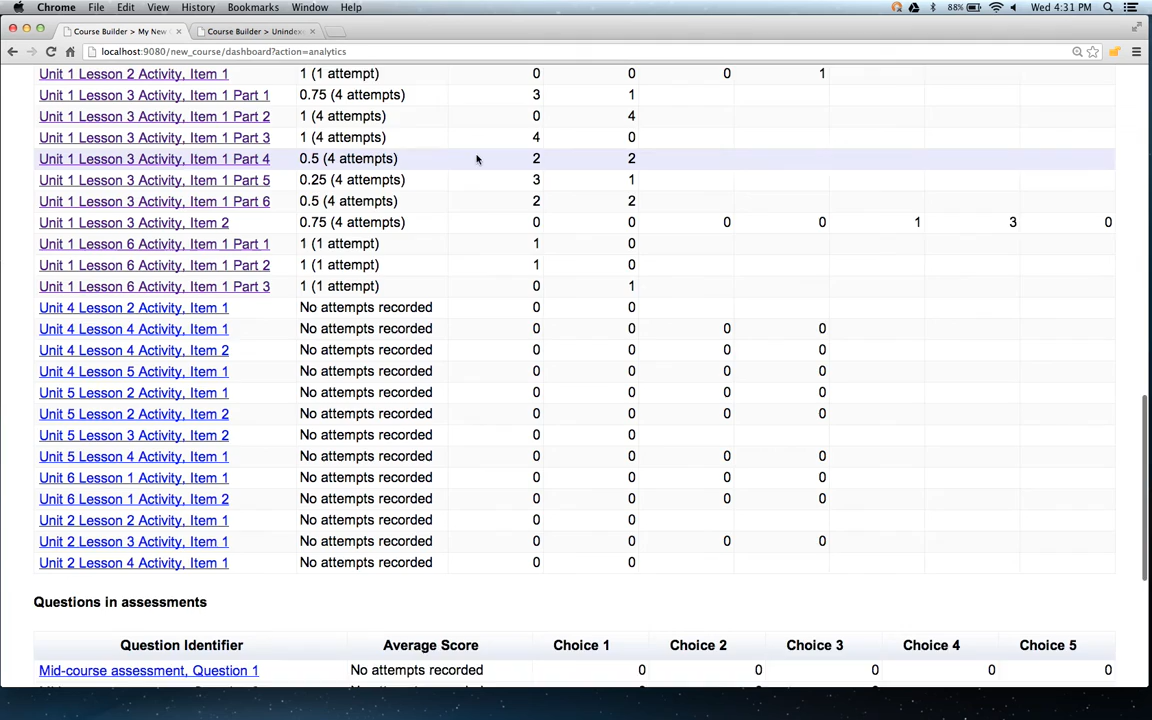 Chrome File Edit View History Bookmarks Window Help 88% Wed 4:31 PM
Course Builder > My New Course Builder > Unindex
localhost:9080/new_course/dashboard?action=analytics
Unit 1 Lesson 2 Activity, Item 1 1 (1 attempt) 0 0 0 1
Unit 1 Lesson 3 Activity, Item 1 Part 1 0.75 (4 attempts) 3 1
Unit 1 Lesson 3 Activity, Item 1 Part 2 1 (4 attempts) 0 4
Unit 1 Lesson 3 Activity, Item 1 Part 3 1 (4 attempts) 4 0
Unit 1 Lesson 3 Activity, Item 1 Part 4 0.5 (4 attempts) 2 2
Unit 1 Lesson 3 Activity, Item 1 Part 5 0.25 (4 attempts) 3 1
Unit 1 Lesson 3 Activity, Item 1 Part 6 0.5 (4 attempts) 2 2
Unit 1 Lesson 3 Activity, Item 2 0.75 (4 attempts) 0 0 0 0 1 3 0
Unit 1 Lesson 6 Activity, Item 1 Part 1 1 (1 attempt) 1 0
Unit 1 Lesson 6 Activity, Item 1 Part 2 1 (1 attempt) 1 0
Unit 1 Lesson 6 Activity, Item 1 Part 3 1 (1 attempt) 0 1
Unit 4 Lesson 2 Activity, Item 1 No attempts recorded 0 0
Unit 4 Lesson 4 Activity, Item 1 No attempts recorded 0 0 0 0
Unit 4 Lesson 4 Activity, Item 2 No attempts recorded 0 0 0 0
Unit 4 Lesson 5 Activity, Item 1 No attempts recorded 0 0 0 0
Unit 5 Lesson 2 Activity, Item 1 No attempts recorded 0 0 0 0
Unit 5 Lesson 2 Activity, Item 2 No attempts recorded 0 0 0 0
Unit 5 Lesson 3 Activity, Item 2 No attempts recorded 0 0
Unit 5 Lesson 4 Activity, Item 1 No attempts recorded 0 0 0 0
Unit 6 Lesson 1 Activity, Item 1 No attempts recorded 0 0 0 0
Unit 6 Lesson 1 Activity, Item 2 No attempts recorded 0 0 0 0
Unit 2 Lesson 2 Activity, Item 1 No attempts recorded 0 0
Unit 2 Lesson 3 Activity, Item 1 No attempts recorded 0 0 0 0
Unit 2 Lesson 4 Activity, Item 1 No attempts recorded 0 0
Questions in assessments
Question Identifier Average Score Choice 1 Choice 2 Choice 3 Choice 4 Choice 5
Mid-course assessment, Question 1 No attempts recorded 0 0 0 0 0